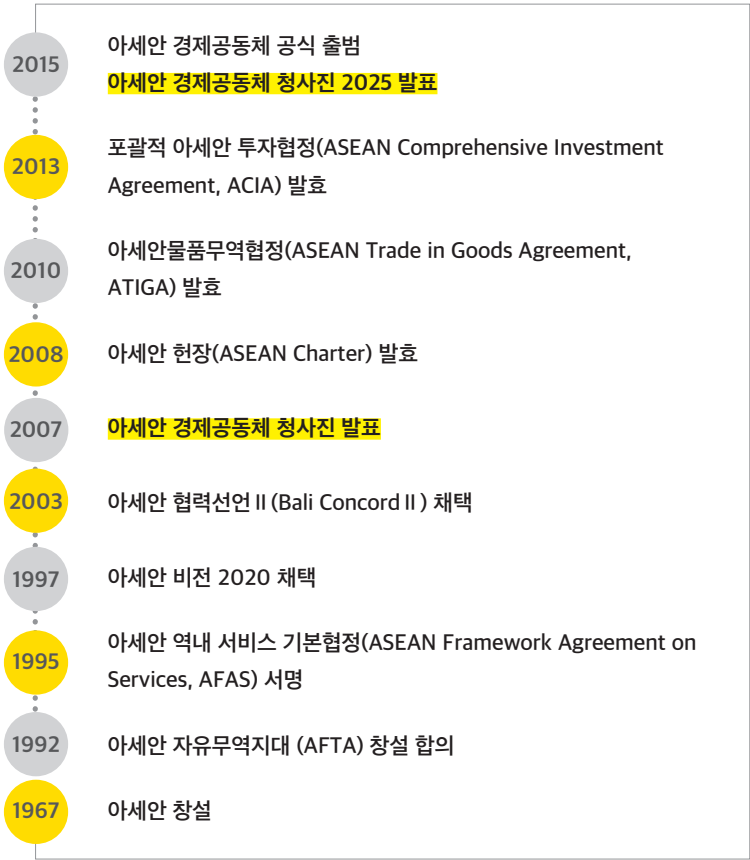 2015
아세안 경제공동체 공식 출범
아세안 경제공동체 청사진 2025 발표
2013
포괄적 아세안 투자협정(ASEAN Comprehensive Investment
Agreement, ACIA) 발효
2010
아세안물품무역협정(ASEAN Trade in Goods Agreement,
ATIGA) 발효
2008
아세안 헌장(ASEAN Charter) 발효
2007
아세안 경제공동체 청사진 발표
2003
아세안 협력선언Ⅱ(Bali ConcordⅡ) 채택
1997
아세안 비전 2020 채택
1995
아세안 역내 서비스 기본협정(ASEAN Framework Agreement on
Services, AFAS) 서명
1992
아세안 자유무역지대 (AFTA) 창설 합의
1967
아세안 창설